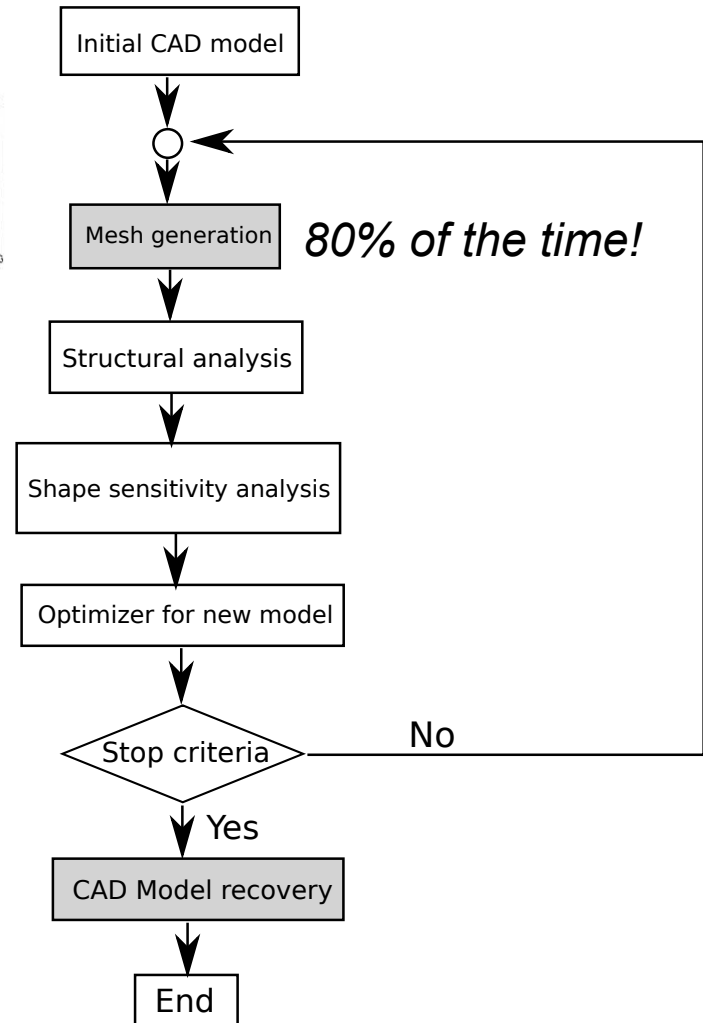 Initial CAD model
Mesh generation
80% of the time!
Structural analysis
Shape sensitivity analysis
Optimizer for new model
Stop criteria
No
Yes
CAD Model recovery
End